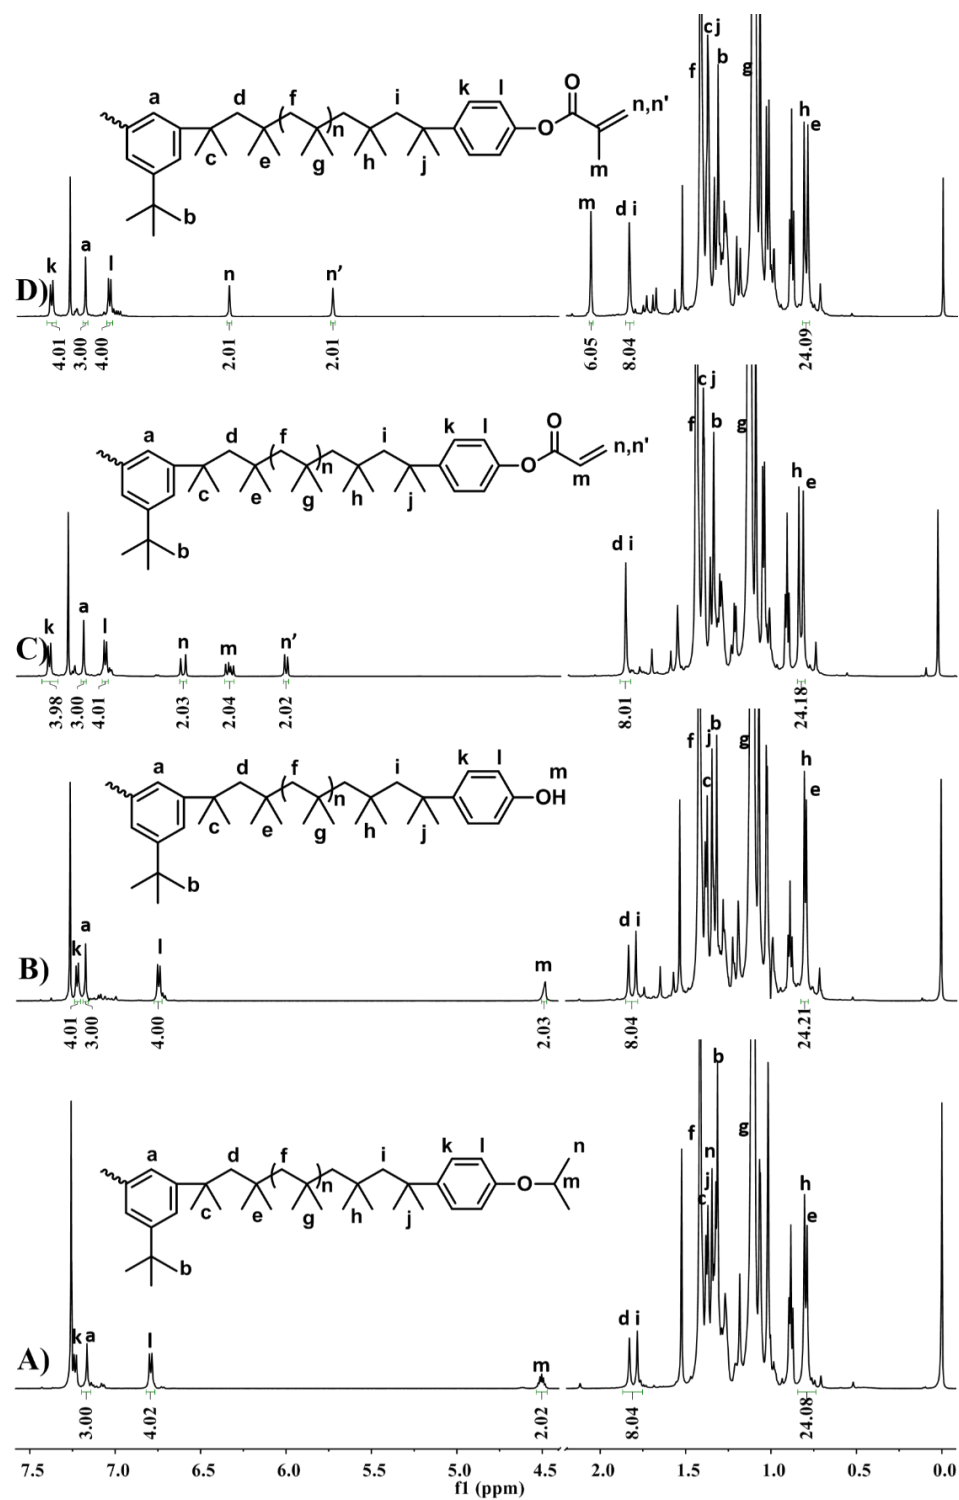 c j
f b g
O
a d f i k l n,n'
n O
c e g h j m
b
h e
m
d i
k a l n n'
D)
4.01 3.00 4.00 2.01 2.01 6.05 8.04 24.09
c j
f b g
O
a d f i k l n,n'
n O m
c e g h j
b
h e
d i
k a l n m n'
C)
3.98 3.00 4.01 2.03 2.04 2.02 8.01 24.18
b
f j g
c
a d f i k l m
n OH
c e g h j
b
h e
d i
k a l m
B)
4.01 3.00 4.00 2.03 8.04 24.21
b
f n g
j
c
a d f i k l n
n O m
c e g h j
b
h e
d i
k a l m
A)
3.00 4.02 2.02 8.04 24.08
7.5 7.0 6.5 6.0 5.5 5.0 4.5 2.0 1.5 1.0 0.5 0.0
f1 (ppm)